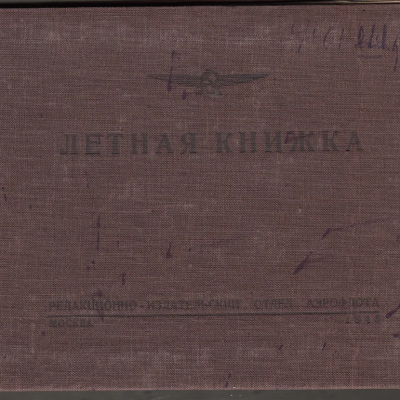 ЛЕТНАЯ КНИЖКА
РЕДАКЦИОННО-ИЗДАТЕЛЬСКИЙ ОТДЕЛ АЭРОФЛОТА
МОСКВА